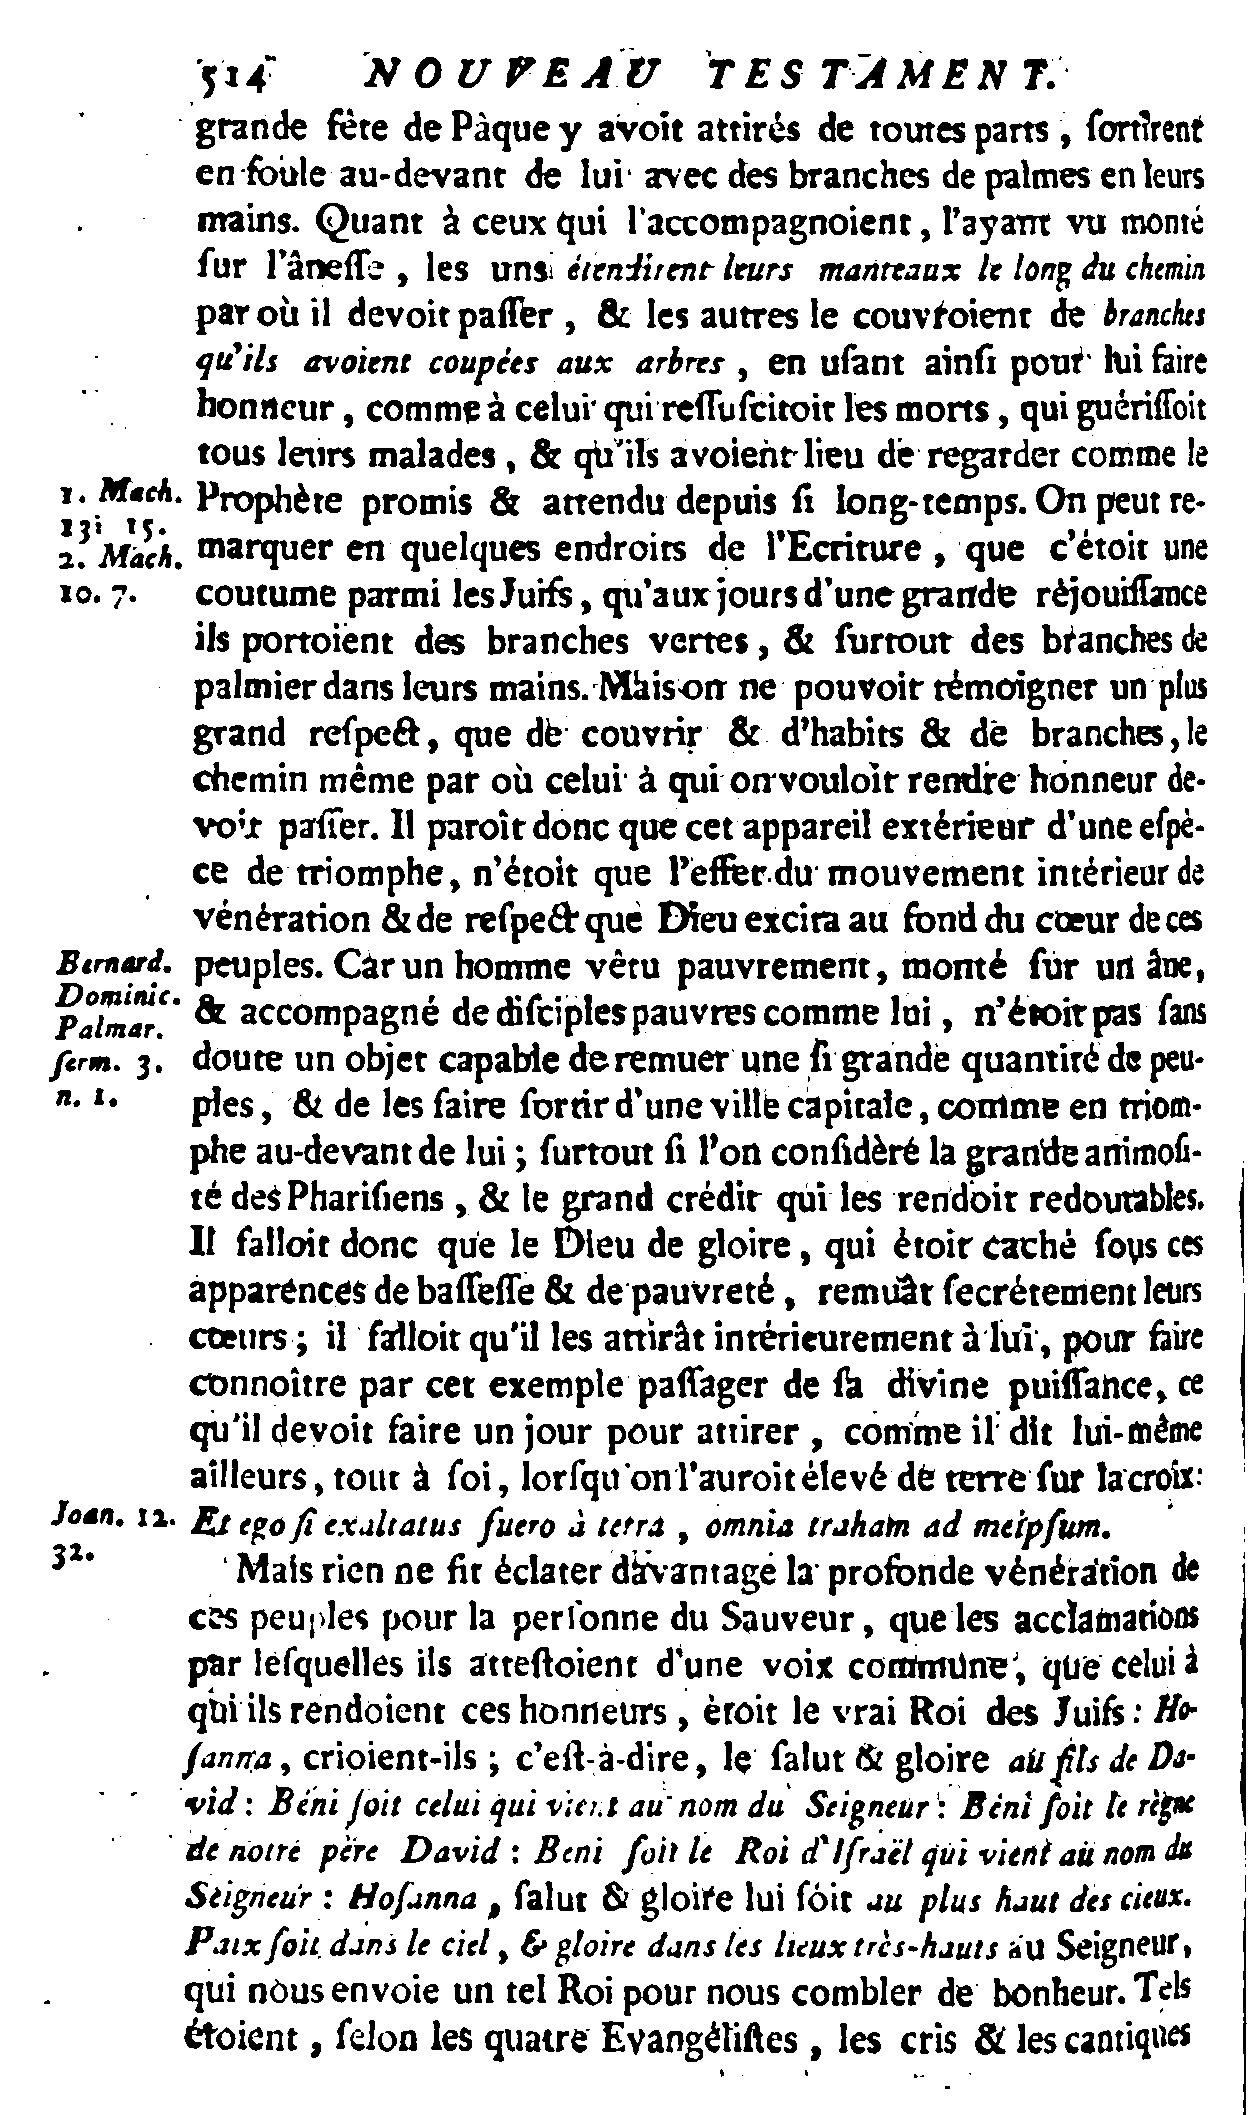 514 NOUVEAU TESTAMENT.
grande fête de Pàque y avoit attirés de toutes parts, ſortîrent
en foule au-devant de lui avec des branches de palmes en leurs
mains. Quant à ceux qui l'accompagnoient, l'ayant vu monté
ſur l'âneſſe, les uns étendirent leurs manteaux le long du chemin
par où il devoit paſſer, & les autres le couvroient de branches
qu'ils avoient coupées aux arbres, en uſant ainſi pour lui faire
honneur, comme à celui qui reſſuſcitoit les morts, qui guériſſoit
tous leurs malades, & qu'ils avoient lieu de regarder comme le
1. Mach. Prophète promis & attendu depuis ſi long-temps. On peut re-
13. 15.
2. Mach. marquer en quelques endroits de l'Ecriture, que c'étoit une
10. 7. coutume parmi les Juifs, qu'aux jours d'une grande réjouiſſance
ils portoient des branches vertes, & ſurtout des branches de
palmier dans leurs mains. Mais on ne pouvoit témoigner un plus
grand reſpect, que de couvrir & d'habits & de branches, le
chemin même par où celui à qui on vouloit rendre honneur de-
voit paſſer. Il paroît donc que cet appareil extérieur d'une eſpè-
ce de triomphe, n'étoit que l'effet du mouvement intérieur de
vénération & de reſpect que Dieu excita au fond du cœur de ces
Bernard. peuples. Car un homme vêtu pauvrement, monté ſur un âne,
Dominic. & accompagné de diſciples pauvres comme lui, n'étoit pas ſans
Palmar.
ſerm. 3. doute un objet capable de remuer une ſi grande quantité de peu-
n. 1. ples, & de les faire ſortir d'une ville capitale, comme en triom-
phe au-devant de lui; ſurtout ſi l'on conſidère la grande animoſi-
té des Phariſiens, & le grand crédit qui les rendoit redoutables.
Il falloit donc que le Dieu de gloire, qui étoit caché ſous ces
apparences de baſſeſſe & de pauvreté, remuât ſecrétement leurs
cœurs; il falloit qu'il les attirât intérieurement à lui, pour faire
connoître par cet exemple paſſager de ſa divine puiſſance, ce
qu'il devoit faire un jour pour attirer, comme il dit lui-même
ailleurs, tout à ſoi, lorſqu'on l'auroit élevé de terre ſur la croix:
Joan. 12. Et ego ſi exaltatus fuero à terra, omnia traham ad meipſum.
32. Mais rien ne fit éclater davantage la profonde vénération de
ces peuples pour la perſonne du Sauveur, que les acclamations
par leſquelles ils atteſtoient d'une voix commune, que celui à
qui ils rendoient ces honneurs, étoit le vrai Roi des Juifs: Ho-
ſanna, crioient-ils; c'eſt-à-dire, le ſalut & gloire au fils de Da-
vid: Béni ſoit celui qui vient au nom du Seigneur: Béni ſoit le règne
de notre père David: Beni ſoit le Roi d'Iſraël qui vient au nom du
Seigneur: Hoſanna, ſalut & gloire lui ſoit au plus haut des cieux.
Paix ſoit dans le ciel, & gloire dans les lieux très-hauts au Seigneur,
qui nous envoie un tel Roi pour nous combler de bonheur. Tels
étoient, ſelon les quatre Evangéliſtes, les cris & les cantiques